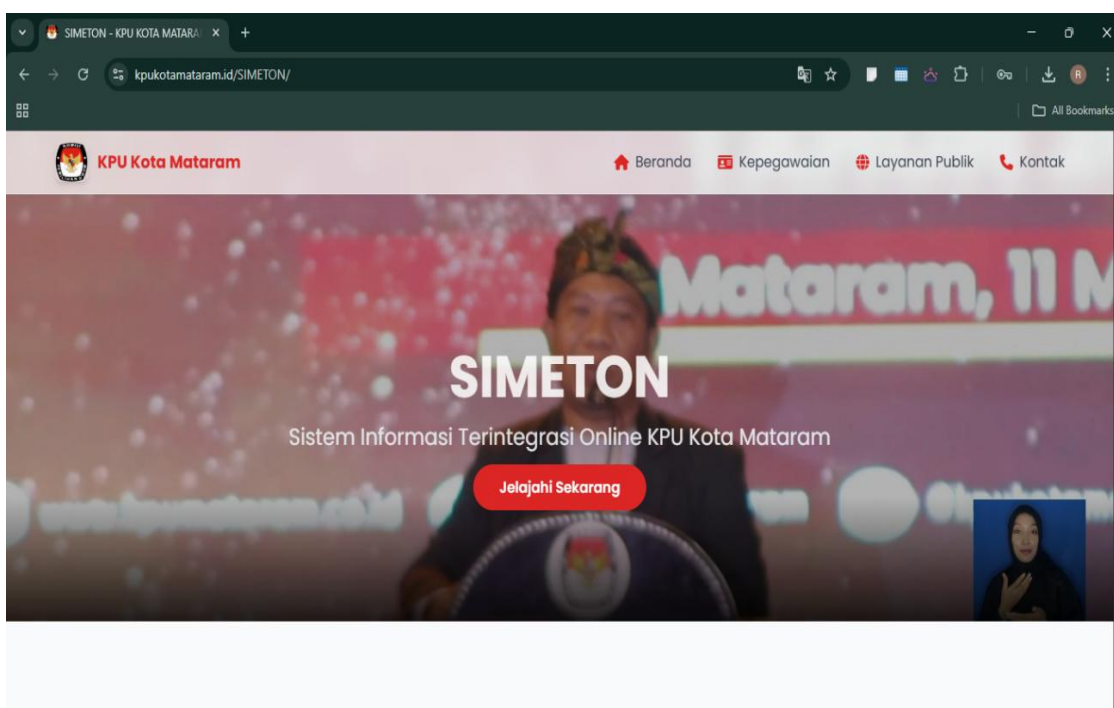 SIMETON - KPU KOTA MATARA
kpukotamataram.id/SIMETON/
R
All Bookmarks
KPU Kota Mataram
Beranda
Kepegawaian
Layanan Publik
Kontak
Mataram, 11 M
SIMETON
Sistem Informasi Terintegrasi Online KPU Kota Mataram
Jelajahi Sekarang